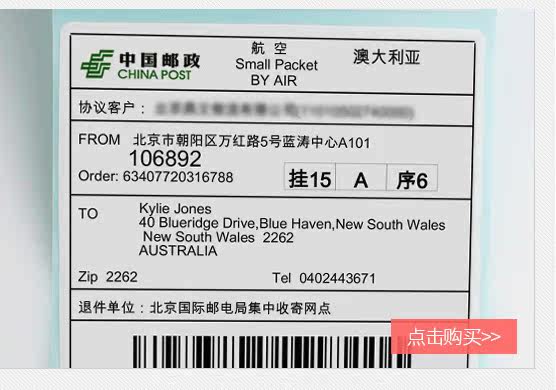 中国邮政
CHINA POST
航 空
Small Packet
BY AIR
澳大利亚
协议客户：
FROM 北京市朝阳区万红路5号蓝涛中心A101
106892
Order: 63407720316788
挂15 A 序6
TO Kylie Jones
40 Blueridge Drive,Blue Haven,New South Wales
New South Wales 2262
AUSTRALIA
Zip 2262 Tel 0402443671
退件单位：北京国际邮电局集中收寄网点
点击购买>>